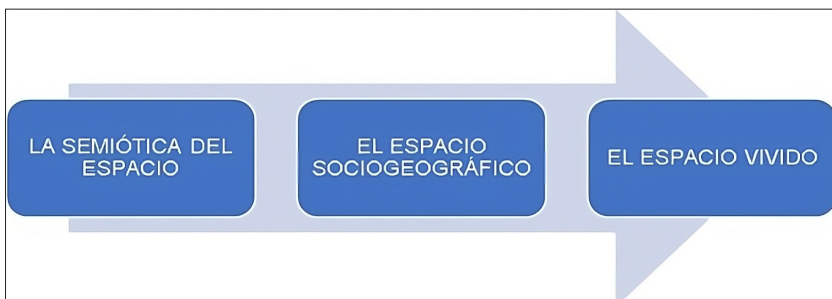 LA SEMIÓTICA DEL
ESPACIO
EL ESPACIO
SOCIOGEOGRÁFICO
EL ESPACIO VIVIDO